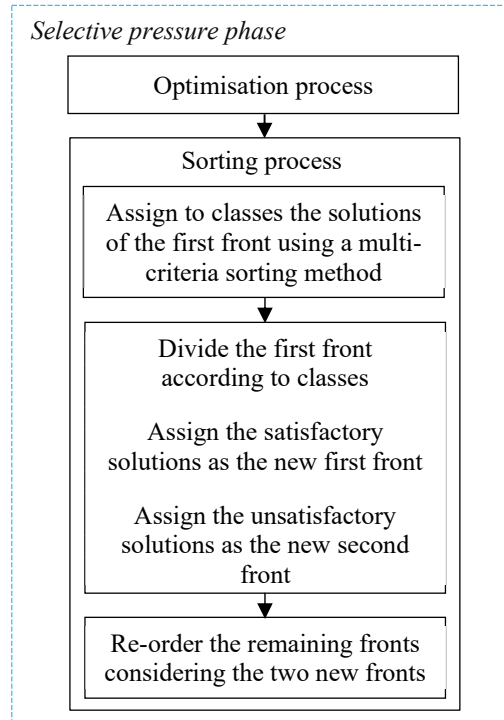 Selective pressure phase
Optimisation process
Sorting process
Assign to classes the solutions
of the first front using a multi-
criteria sorting method
Divide the first front
according to classes
Assign the satisfactory
solutions as the new first front
Assign the unsatisfactory
solutions as the new second
front
Re-order the remaining fronts
considering the two new fronts